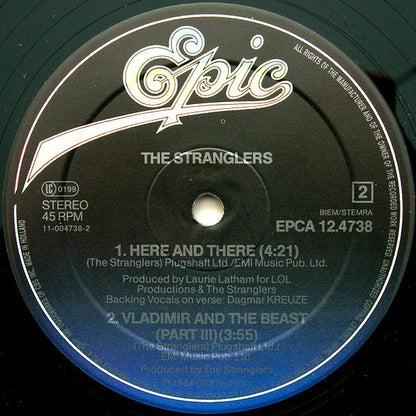 Epic
ALL RIGHTS OF THE MANUFACTURER AND OF THE OWNER OF THE RECORDED WORK RESERVED
THE STRANGLERS
LC 0199
STEREO
45 RPM
11-004738-2
2
BIEM/STEMRA
EPCA 12.4738
1. HERE AND THERE (4:21)
(The Stranglers) Plugshaft Ltd./EMI Music Pub. Ltd.
Produced by Laurie Latham for LOL
Productions & The Stranglers
Backing Vocals on verse: Dagmar KREUZE
2. VLADIMIR AND THE BEAST
(PART III)(3:55)
(The Stranglers) Plugshaft Ltd./
EMI Music Pub. Ltd.
Produced by The Stranglers
℗ 1984 CBS Records
MADE IN HOLLAND